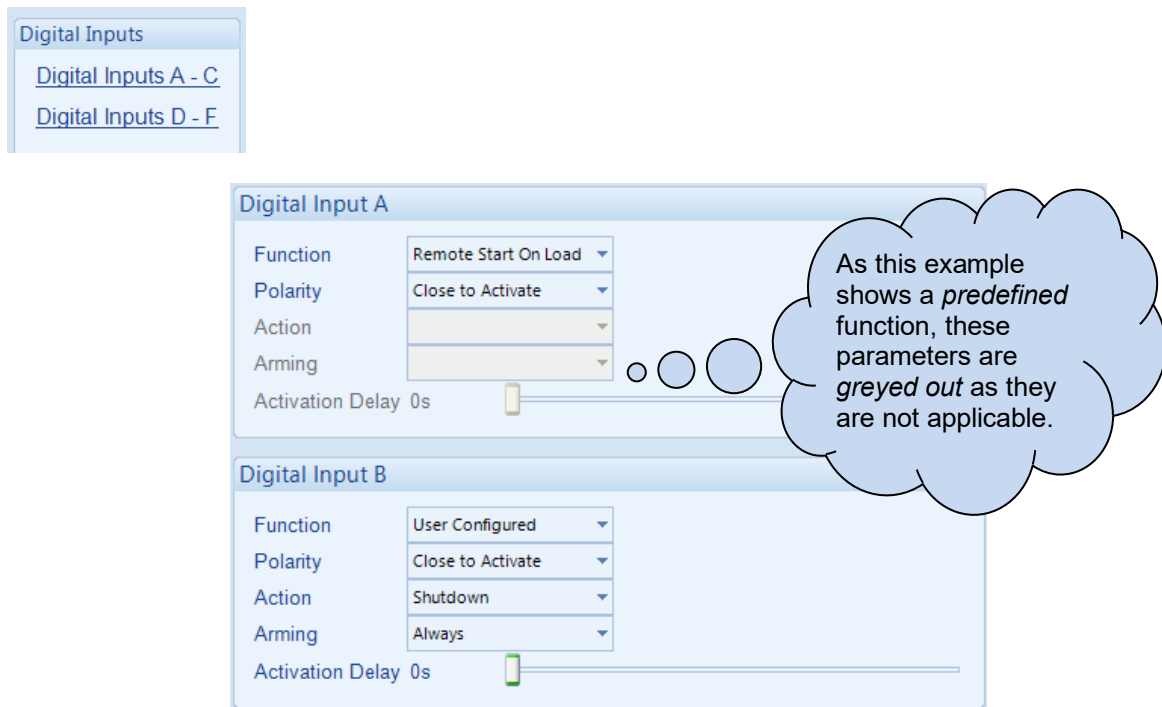 Digital Inputs
Digital Inputs A - C
Digital Inputs D - F
Digital Input A
Function Remote Start On Load
Polarity Close to Activate
Action
Arming
Activation Delay 0s
As this example
shows a predefined
function, these
parameters are
greyed out as they
are not applicable.
Digital Input B
Function User Configured
Polarity Close to Activate
Action Shutdown
Arming Always
Activation Delay 0s